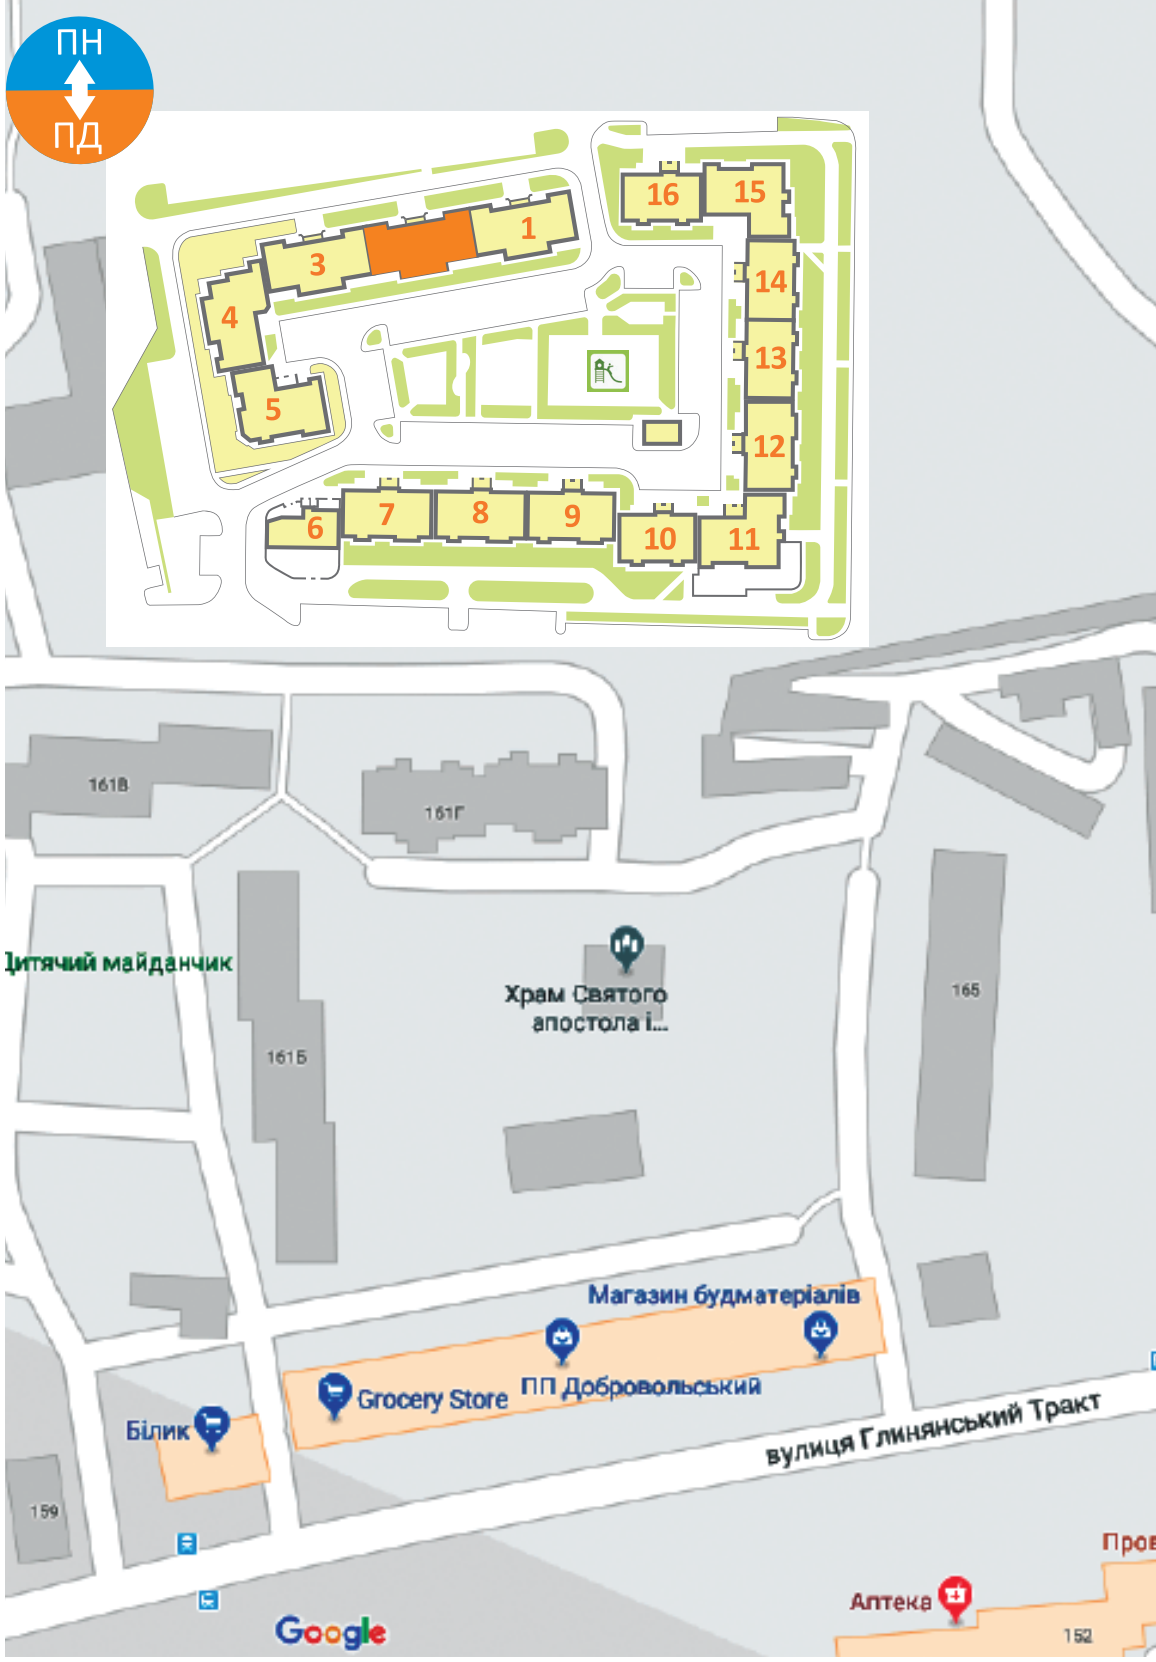 ПН
ПД
16
15
1
3
14
4
13
5
12
7
8
9
6
10
11
161В
161Г
Дитячий майданчик
Храм Святого
апостола і...
165
161Б
Магазин будматеріалів
ПП Добровольський
Grocery Store
Білик
вулиця Глинянський Тракт
159
Пров
Аптека
Google
152